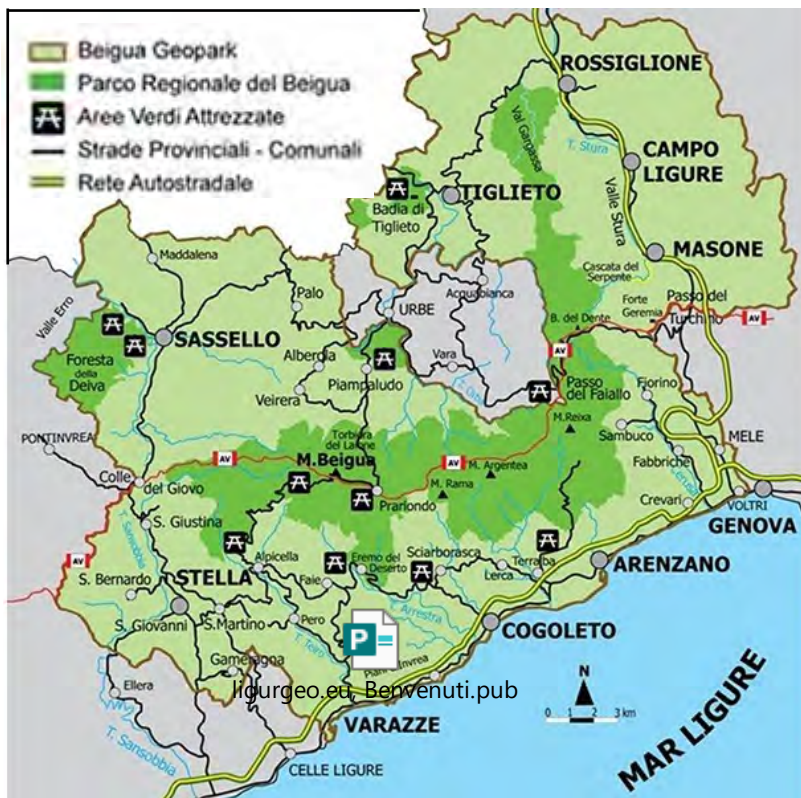 Beigua Geopark
Parco Regionale del Beigua
Aree Verdi Attrezzate
Strade Provinciali - Comunali
Rete Autostradale
ROSSIGLIONE
Val Gargassa
T. Stura
CAMPO
LIGURE
TIGLIETO
Badia di
Tiglieto
Valle Stura
MASONE
Maddalena
Cascata del
Serpente
Acquabianca
Palo
Valle Erro
URBE
Forte
Geremia
Passo del
Turchino
AV
B. del Dente
SASSELLO
Alberola
Vara
AV
Foresta
della
Deiva
Piampaludo
Veirera
Passo
del Faiallo
Fiorino
M.Reixa
Torbiera
del Laione
Sambuco
MELE
PONTINVREA
M.Beigua
AV
AV
M. Argentea
Fabbriche
Colle
del Giovo
M. Rama
Prariondo
Crevari
VOLTRI
GENOVA
S. Giustina
T. Sansobbia
Alpicella
Eremo del
Deserto
Sciarborasca
Terralba
ARENZANO
AV
S. Bernardo
STELLA
Faie
Lerca
T. Arrestra
S. Giovanni
S.Martino
Pero
COGOLETO
T. Teiro
P
Gameragna
Ellera
ligurgeo.eu_Benvenuti.pub
N
0 1 2 3 km
VARAZZE
MAR LIGURE
T. Sansobbia
CELLE LIGURE